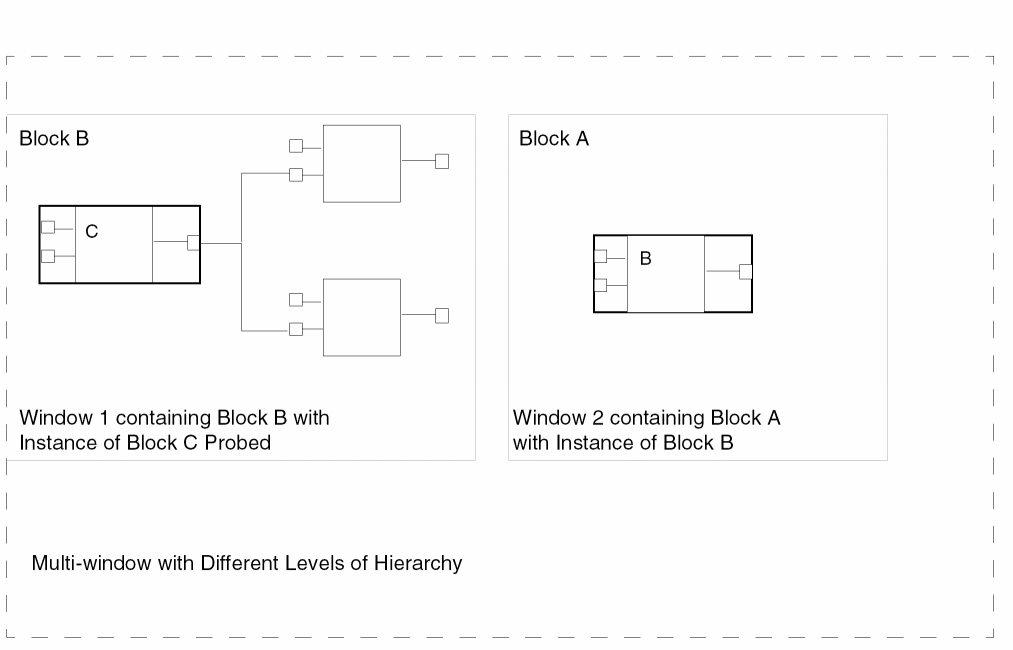 Block B
C
Window 1 containing Block B with
Instance of Block C Probed
Block A
B
Window 2 containing Block A
with Instance of Block B
Multi-window with Different Levels of Hierarchy